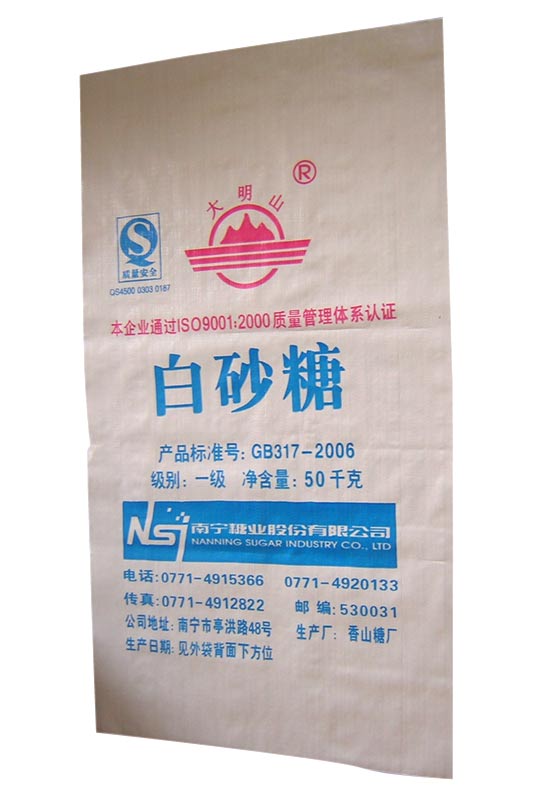 大明山®
QS
质量安全
QS4500 0303 0187
本企业通过ISO9001:2000质量管理体系认证
白砂糖
产品标准号: GB317-2006
级别: 一级 净含量: 50千克
NSI 南宁糖业股份有限公司
NANNING SUGAR INDUSTRY CO., LTD
电话:0771-4915366 0771-4920133
传真:0771-4912822 邮编:530031
公司地址: 南宁市亭洪路48号 生产厂: 香山糖厂
生产日期: 见外袋背面下方位